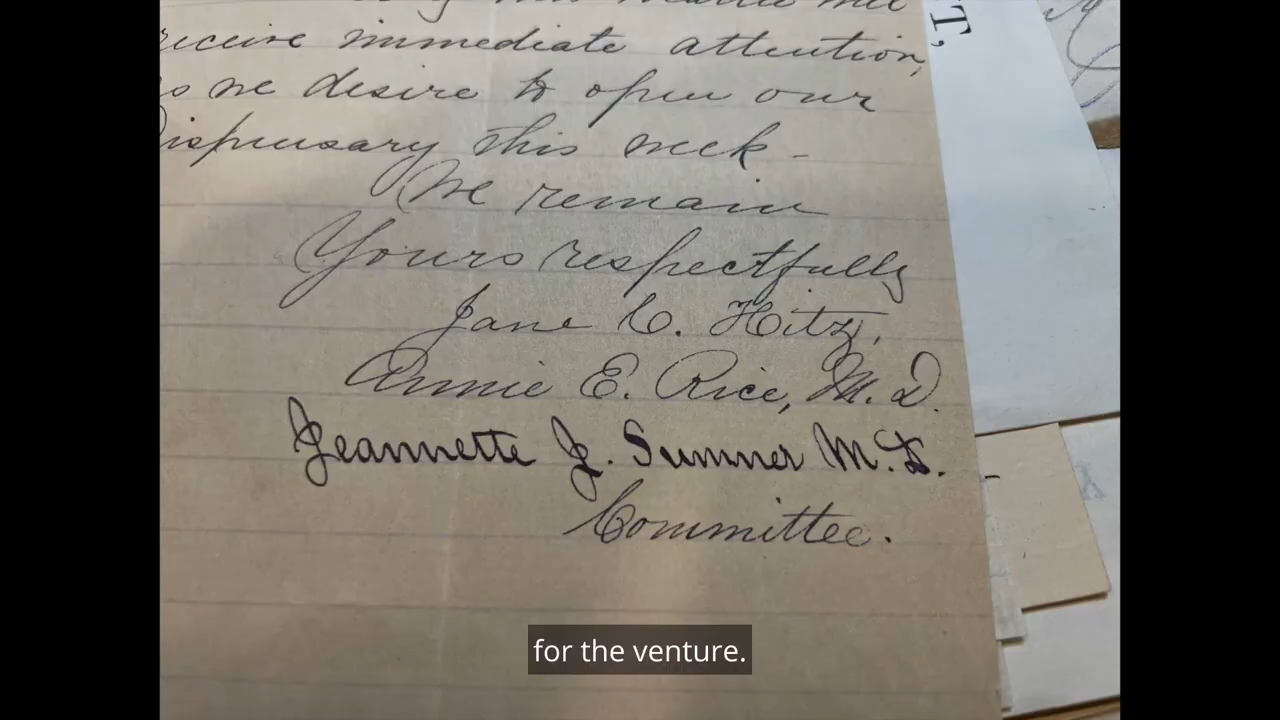 receive immediate attention,
as we desire to open our
Dispensary this week -
We remain
Yours respectfully
Jane C. Hitz,
Annie E. Rice, M. D.
Jeannette J. Sumner M. D.
Committee.
T,
for the venture.